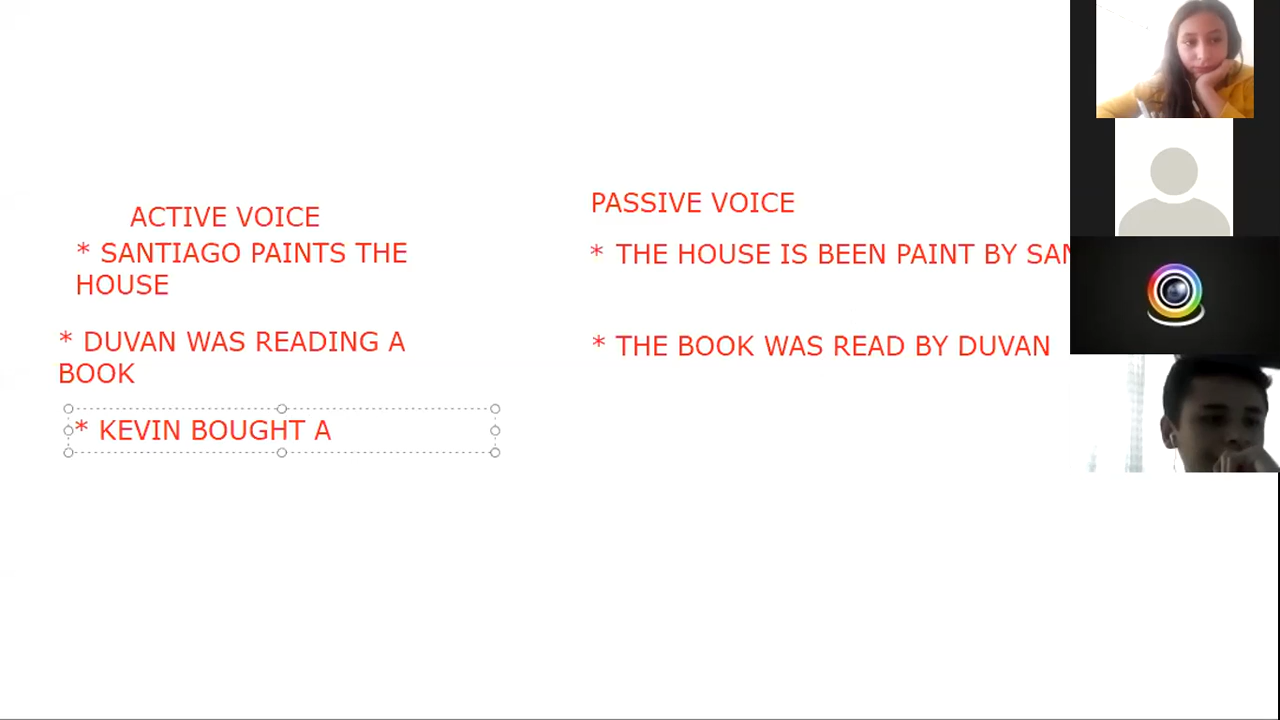 ACTIVE VOICE
* SANTIAGO PAINTS THE
HOUSE
* DUVAN WAS READING A
BOOK
* KEVIN BOUGHT A
PASSIVE VOICE
* THE HOUSE IS BEEN PAINT BY
* THE BOOK WAS READ BY DUVAN